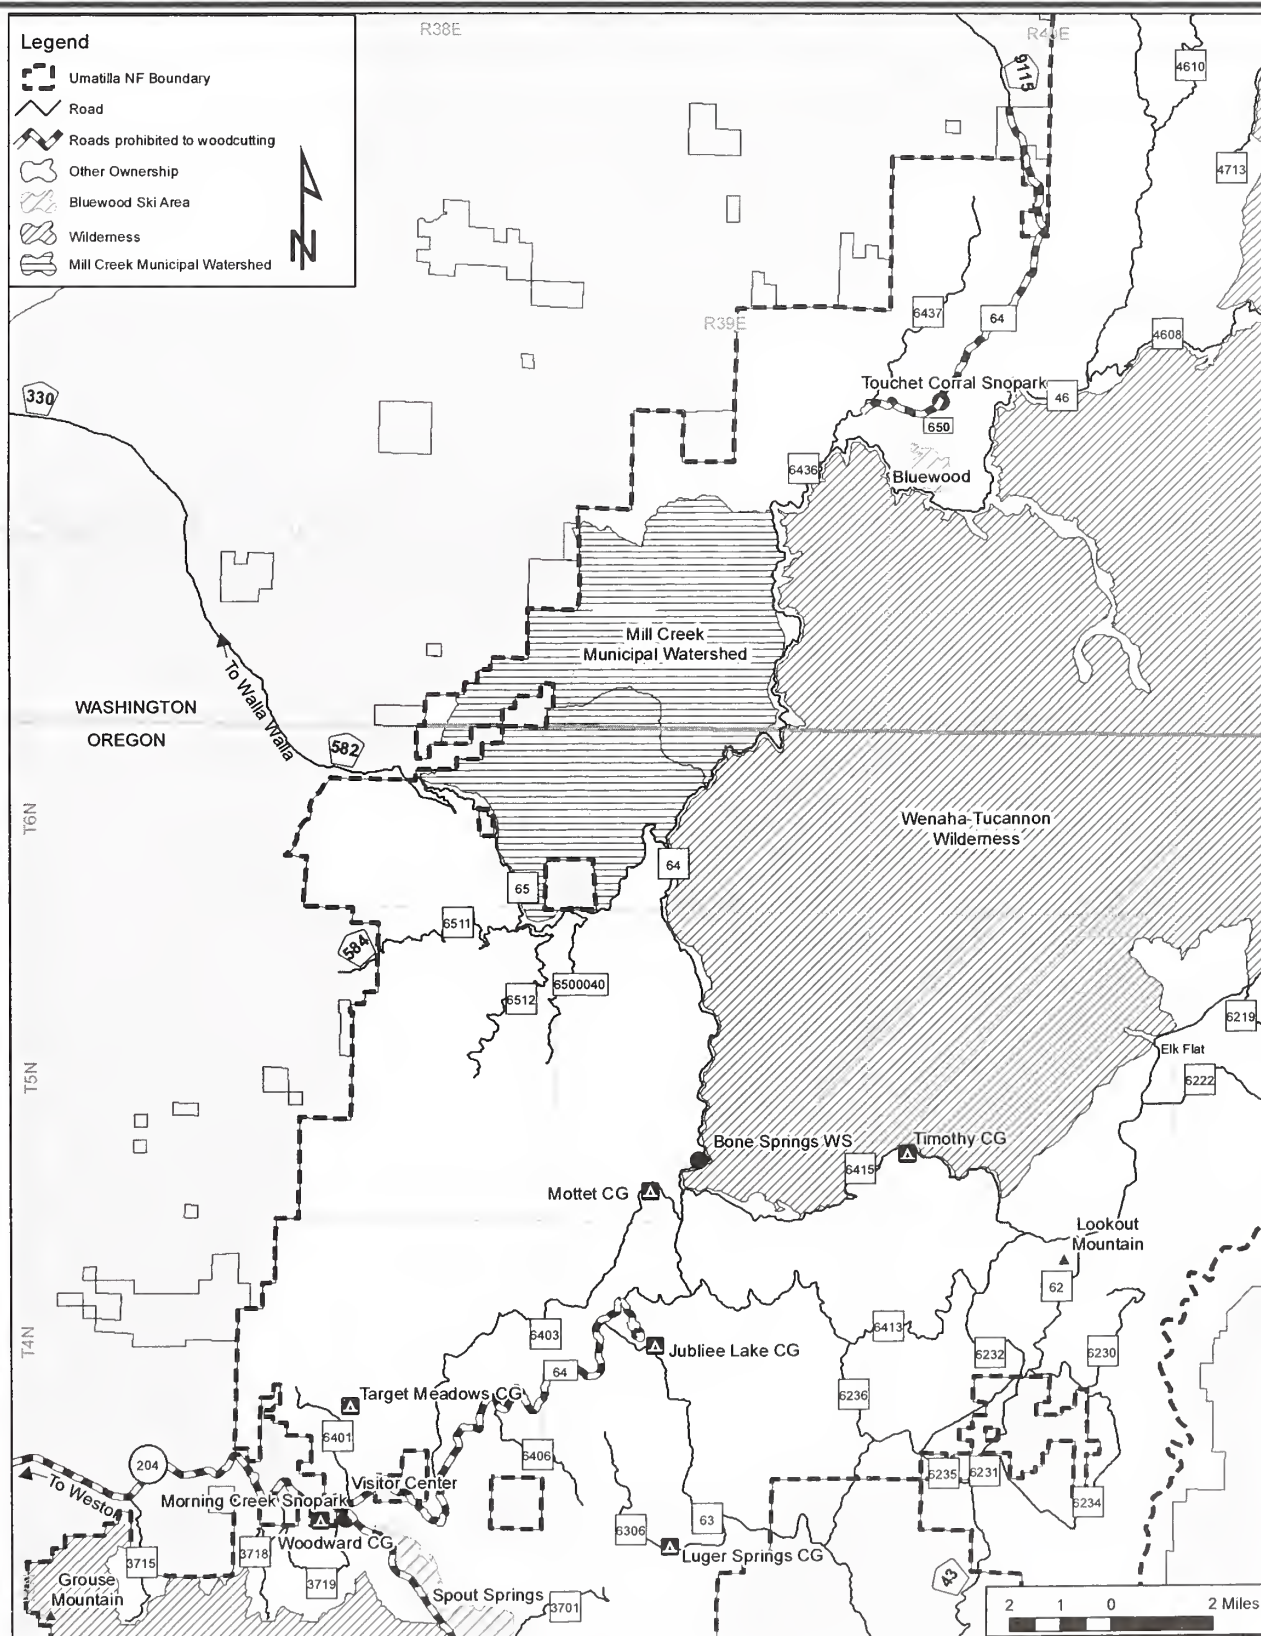 R38E
R40E
Legend
Umatilla NF Boundary
Road
Roads prohibited to woodcutting
Other Ownership
Bluewood Ski Area
Wilderness
Mill Creek Municipal Watershed
N
9115
4610
4713
R39E
6437
64
4608
330
Touchet Corral Snopark
46
650
6436
Bluewood
Mill Creek
Municipal Watershed
To Walla Walla
WASHINGTON
OREGON
582
T6N
Wenaha-Tucannon
Wilderness
64
65
6511
584
6512
6500040
6219
Elk Flat
T5N
6222
Bone Springs WS
Timothy CG
6415
Mottet CG
Lookout
Mountain
62
6403
6413
T4N
Jubliee Lake CG
6232
6230
64
Target Meadows CG
6236
6401
6406
204
To Weston
Visitor Center
6235
6231
Morning Creek Snopark
6234
63
6306
Woodward CG
Luger Springs CG
3715
3718
3719
Grouse
Mountain
Spout Springs
3701
43
2 1 0 2 Miles